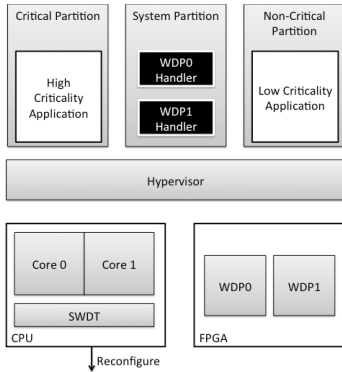 Critical Partition
System Partition
Non-Critical
Partition
High
Criticality
Application
WDP0
Handler
WDP1
Handler
Low Criticality
Application
Hypervisor
Core 0
Core 1
SWDT
CPU
WDP0
WDP1
FPGA
Reconfigure